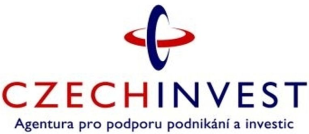 CZECHINVEST
Agentura pro podporu podnikání a investic